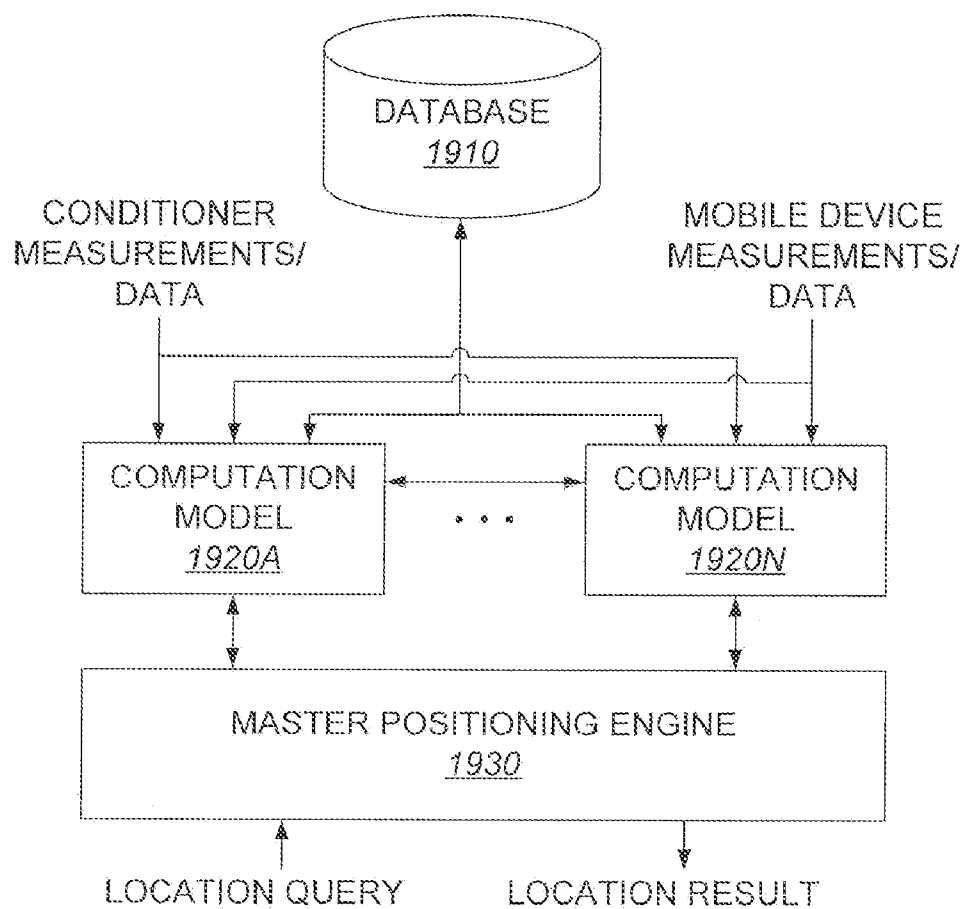 DATABASE
1910
CONDITIONER
MEASUREMENTS/
DATA
MOBILE DEVICE
MEASUREMENTS/
DATA
COMPUTATION
MODEL
1920A
. . .
COMPUTATION
MODEL
1920N
MASTER POSITIONING ENGINE
1930
LOCATION QUERY
LOCATION RESULT